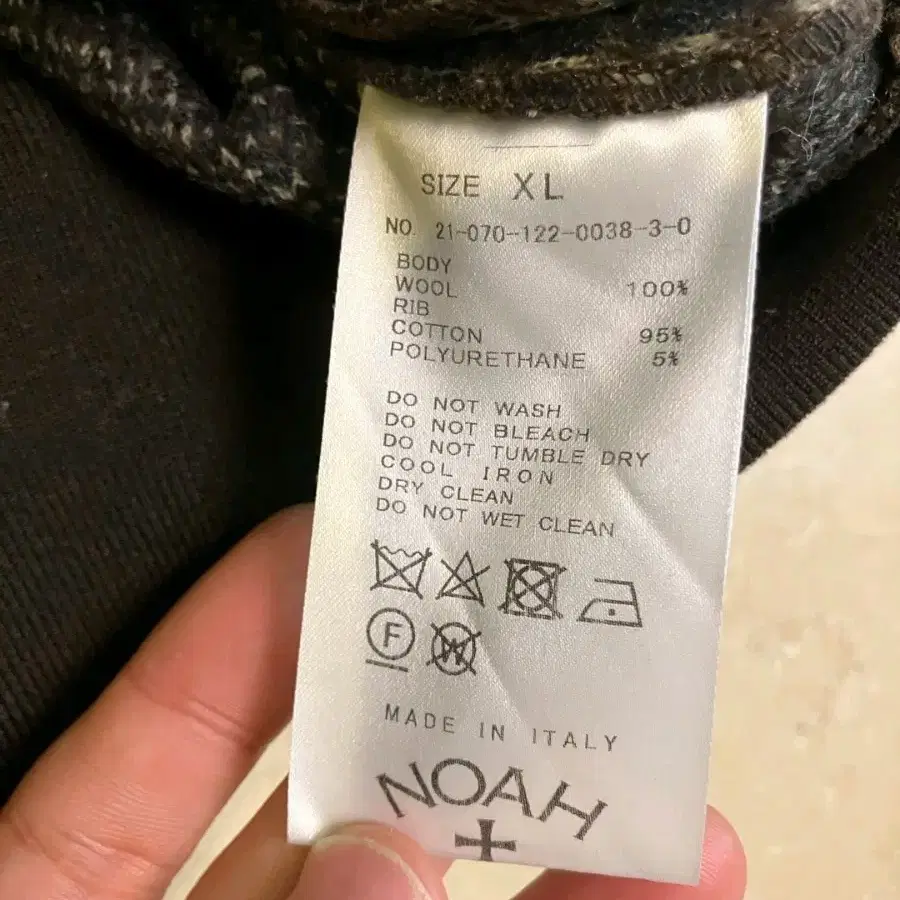 SIZE XL
NO. 21-070-122-0038-3-0
BODY
WOOL 100%
RIB
COTTON 95%
POLYURETHANE 5%
DO NOT WASH
DO NOT BLEACH
DO NOT TUMBLE DRY
COOL IRON
DRY CLEAN
DO NOT WET CLEAN
F W
MADE IN ITALY
NOAH